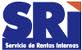 SRI
Servicio de Rentas Internas